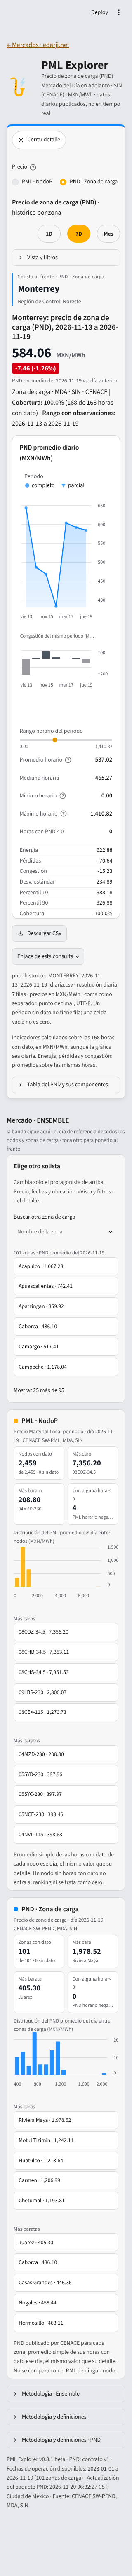 Deploy
← Mercados · edarji.net
PML Explorer
Precio de zona de carga (PND) ·
Mercado del Día en Adelanto · SIN
(CENACE) · MXN/MWh · datos
diarios publicados, no en tiempo
real
Cerrar detalle
Precio
PML · NodoP
PND · Zona de carga
Precio de zona de carga (PND) ·
histórico por zona
1D
7D
Mes
Vista y filtros
Solista al frente · PND · Zona de carga
Monterrey
Región de Control: Noreste
Monterrey: precio de zona de
carga (PND), 2026-11-13 a 2026-
11-19
584.06 MXN/MWh
-7.46 (-1.26%)
PND promedio del 2026-11-19 vs. día anterior
Zona de carga · MDA · SIN · CENACE |
Cobertura: 100.0% (168 de 168 horas
con dato) | Rango con observaciones:
2026-11-13 a 2026-11-19
PND promedio diario
(MXN/MWh)
Periodo
completo
parcial
650
600
550
500
450
400
vie 13
nov 15
mar 17
jue 19
Congestión del mismo periodo (M…
100
−200
vie 13
nov 15
mar 17
jue 19
Rango horario del periodo
0.00
1,410.82
Promedio horario
537.02
Mediana horaria
465.27
Mínimo horario
0.00
Máximo horario
1,410.82
Horas con PND < 0
0
Energía
622.88
Pérdidas
-70.64
Congestión
-15.23
Desv. estándar
234.89
Percentil 10
388.18
Percentil 90
926.88
Cobertura
100.0%
Descargar CSV
Enlace de esta consulta
pnd_historico_MONTERREY_2026-11-
13_2026-11-19_diaria.csv · resolución diaria,
7 filas · precios en MXN/MWh · coma como
separador, punto decimal, UTF-8. Un
periodo sin dato no tiene fila; una celda
vacía no es cero.
Indicadores calculados sobre las 168 horas
con dato, en MXN/MWh, aunque la gráfica
sea diaria. Energía, pérdidas y congestión:
promedios sobre las mismas horas.
Tabla del PND y sus componentes
Mercado · ENSEMBLE
la banda sigue aquí · el día de referencia de todos los
nodos y zonas de carga · toca otro para ponerlo al
frente
Elige otro solista
Cambia solo el protagonista de arriba.
Precio, fechas y ubicación: «Vista y filtros»
del detalle.
Buscar otra zona de carga
Nombre de la zona
101 zonas · PND promedio del 2026-11-19
Acapulco · 1,067.28
Aguascalientes · 742.41
Apatzingan · 859.92
Caborca · 436.10
Camargo · 517.41
Campeche · 1,178.04
Mostrar 25 más de 95
PML · NodoP
Precio Marginal Local por nodo · día 2026-11-
19 · CENACE SW-PML, MDA, SIN
Nodos con dato
2,459
de 2,459 · 0 sin dato
Más caro
7,356.20
08COZ-34.5
Más barato
208.80
04MZD-230
Con alguna hora <
0
4
PML horario nega…
Distribución del PML promedio del día entre
nodos (MXN/MWh)
1,500
1,000
500
0
0
2,000
4,000
6,000
Más caros
08COZ-34.5 · 7,356.20
08CHB-34.5 · 7,353.11
08CHS-34.5 · 7,351.53
09LBR-230 · 2,306.07
08CEX-115 · 1,276.73
Más baratos
04MZD-230 · 208.80
05SYD-230 · 397.96
05SYC-230 · 397.97
05NCE-230 · 398.46
04NVL-115 · 398.68
Promedio simple de las horas con dato de
cada nodo ese día, el mismo valor que su
detalle. Un nodo sin horas con dato no
entra al ranking ni se trata como cero.
PND · Zona de carga
Precio de zona de carga · día 2026-11-19 ·
CENACE SW-PEND, MDA, SIN
Zonas con dato
101
de 101 · 0 sin dato
Más cara
1,978.52
Riviera Maya
Más barata
405.30
Juarez
Con alguna hora <
0
0
PND horario nega…
Distribución del PND promedio del día entre
zonas de carga (MXN/MWh)
20
10
0
400
800
1,200
1,600
2,000
Más caras
Riviera Maya · 1,978.52
Motul Tizimin · 1,242.11
Huatulco · 1,213.64
Carmen · 1,206.99
Chetumal · 1,193.81
Más baratas
Juarez · 405.30
Caborca · 436.10
Casas Grandes · 446.36
Nogales · 458.44
Hermosillo · 463.11
PND publicado por CENACE para cada
zona; promedio simple de sus horas con
dato ese día, el mismo valor que su detalle.
No se compara con el PML de ningún nodo.
Metodología · Ensemble
Metodología y definiciones
Metodología y definiciones · PND
PML Explorer v0.8.1 beta · PND: contrato v1 ·
Fechas de operación disponibles: 2023-01-01 a
2026-11-19 (101 zonas de carga) · Actualización
del paquete PND: 2026-11-20 06:32:27 CST,
Ciudad de México · Fuente: CENACE SW-PEND,
MDA, SIN.